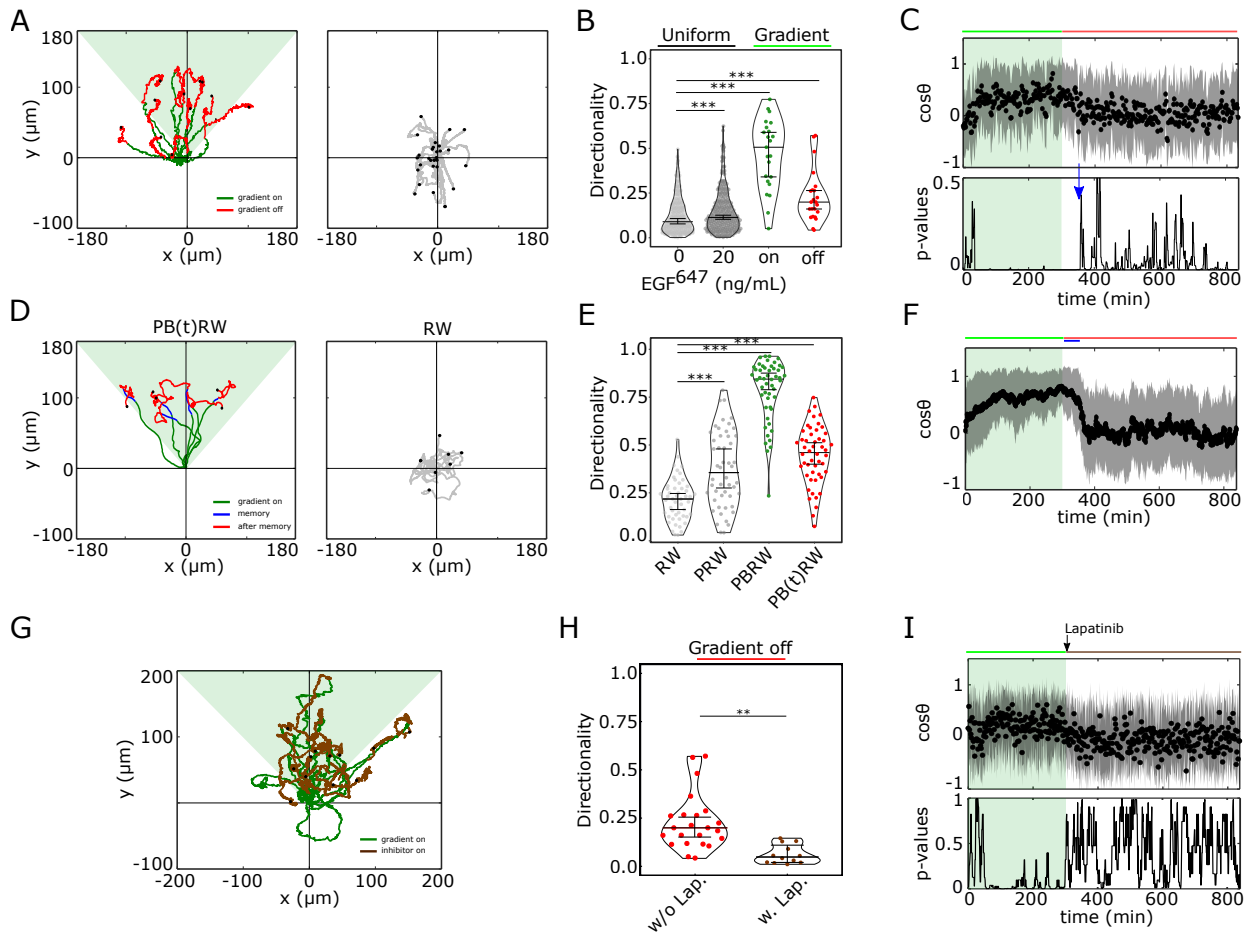 A
180
100
0
-100
y (µm)
gradient on
gradient off
-180
0
180
x (µm)
-180
0
180
x (µm)
B
Uniform
Gradient
***
***
***
1.0
0.75
0.5
0.25
0.0
Directionality
0
20
on
off
EGF647 (ng/mL)
C
1
0
-1
cosθ
0.5
0
p-values
0
200
400
600
800
time (min)
D
PB(t)RW
RW
180
100
0
-100
y (µm)
gradient on
memory
after memory
-180
0
180
x (µm)
-180
0
180
x (µm)
E
***
***
***
1.0
0.75
0.5
0.25
0.0
Directionality
RW
PRW
PBRW
PB(t)RW
F
1
0
-1
cosθ
0
200
400
600
800
time (min)
G
200
100
0
-100
y (µm)
gradient on
inhibitor on
-200
-100
0
100
200
x (µm)
H
Gradient off
**
1.0
0.75
0.5
0.25
0.0
Directionality
w/o Lap.
w. Lap.
I
Lapatinib
1
0
-1
cosθ
1
0.5
0
p-values
0
200
400
600
800
time (min)